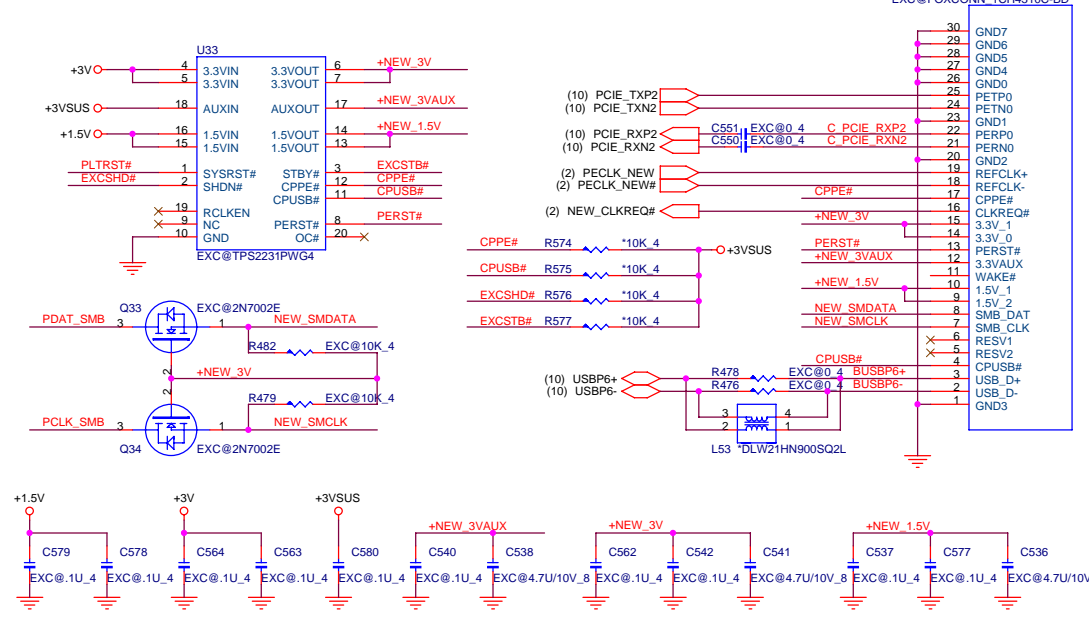 EXC@FOXCONN_1CH4310C-BD
U33
+3V
4 3.3VIN 3.3VOUT 6 +NEW_3V
5 3.3VIN 3.3VOUT 7
+3VSUS 18 AUXIN AUXOUT 17 +NEW_3VAUX
+1.5V 16 1.5VIN 1.5VOUT 14 +NEW_1.5V
15 1.5VIN 1.5VOUT 13
PLTRST# 1 SYSRST# STBY# 3 EXCSTB#
EXCSHD# 2 SHDN# CPPE# 12 CPPE#
CPUSB# 11 CPUSB#
19 RCLKEN
9 NC PERST# 8 PERST#
10 GND OC# 20
EXC@TPS2231PWG4
30 GND7
29 GND6
28 GND5
27 GND4
26 GND0
(10) PCIE_TXP2 25 PETP0
(10) PCIE_TXN2 24 PETN0
23 GND1
(10) PCIE_RXP2 C551 EXC@0_4 C_PCIE_RXP2 22 PERP0
(10) PCIE_RXN2 C550 EXC@0_4 C_PCIE_RXN2 21 PERN0
20 GND2
(2) PECLK_NEW 19 REFCLK+
(2) PECLK_NEW# 18 REFCLK-
CPPE# 17 CPPE#
(2) NEW_CLKREQ# 16 CLKREQ#
+NEW_3V 15 3.3V_1
14 3.3V_0
PERST# 13 PERST#
+NEW_3VAUX 12 3.3VAUX
11 WAKE#
+NEW_1.5V 10 1.5V_1
9 1.5V_2
NEW_SMDATA 8 SMB_DAT
NEW_SMCLK 7 SMB_CLK
6 RESV1
5 RESV2
CPUSB# 4 CPUSB#
(10) USBP6+ R478 EXC@0_4 BUSBP6+ 3 USB_D+
(10) USBP6- R476 EXC@0_4 BUSBP6- 2 USB_D-
1 GND3
3 4
2 1
L53 *DLW21HN900SQ2L
CPPE# R574 *10K_4 +3VSUS
CPUSB# R575 *10K_4
EXCSHD# R576 *10K_4
EXCSTB# R577 *10K_4
Q33 EXC@2N7002E
PDAT_SMB 3 1 NEW_SMDATA
R482 EXC@10K_4
2 +NEW_3V
2
R479 EXC@10K_4
PCLK_SMB 3 1 NEW_SMCLK
Q34 EXC@2N7002E
+1.5V +3V +3VSUS
+NEW_3VAUX +NEW_3V +NEW_1.5V
C579 C578 C564 C563 C580 C540 C538 C562 C542 C541 C537 C577 C536
EXC@.1U_4 EXC@.1U_4 EXC@.1U_4 EXC@.1U_4 EXC@.1U_4 EXC@.1U_4 EXC@4.7U/10V_8 EXC@.1U_4 EXC@.1U_4 EXC@4.7U/10V_8 EXC@.1U_4 EXC@.1U_4 EXC@4.7U/10V